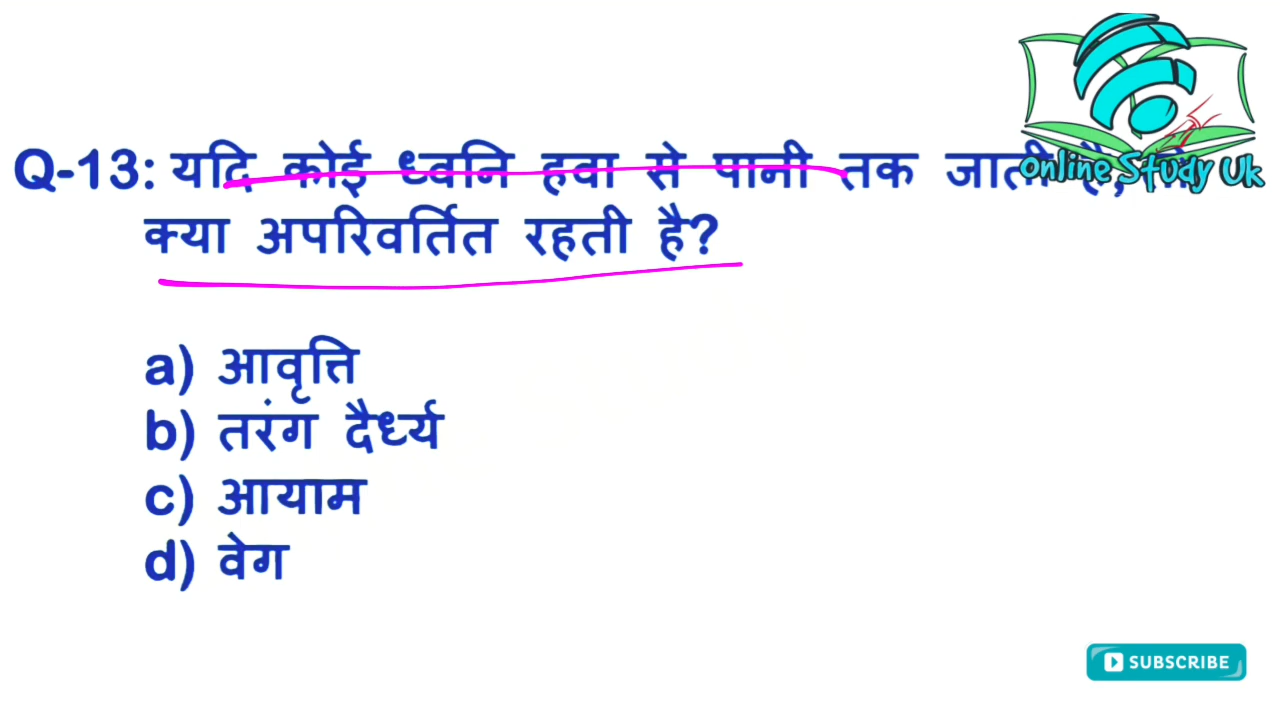 Q-13: यदि कोई ध्वनि हवा से पानी तक जाती है,
क्या अपरिवर्तित रहती है?
a) आवृत्ति
b) तरंग दैर्ध्य
c) आयाम
d) वेग
Online Study Uk
SUBSCRIBE